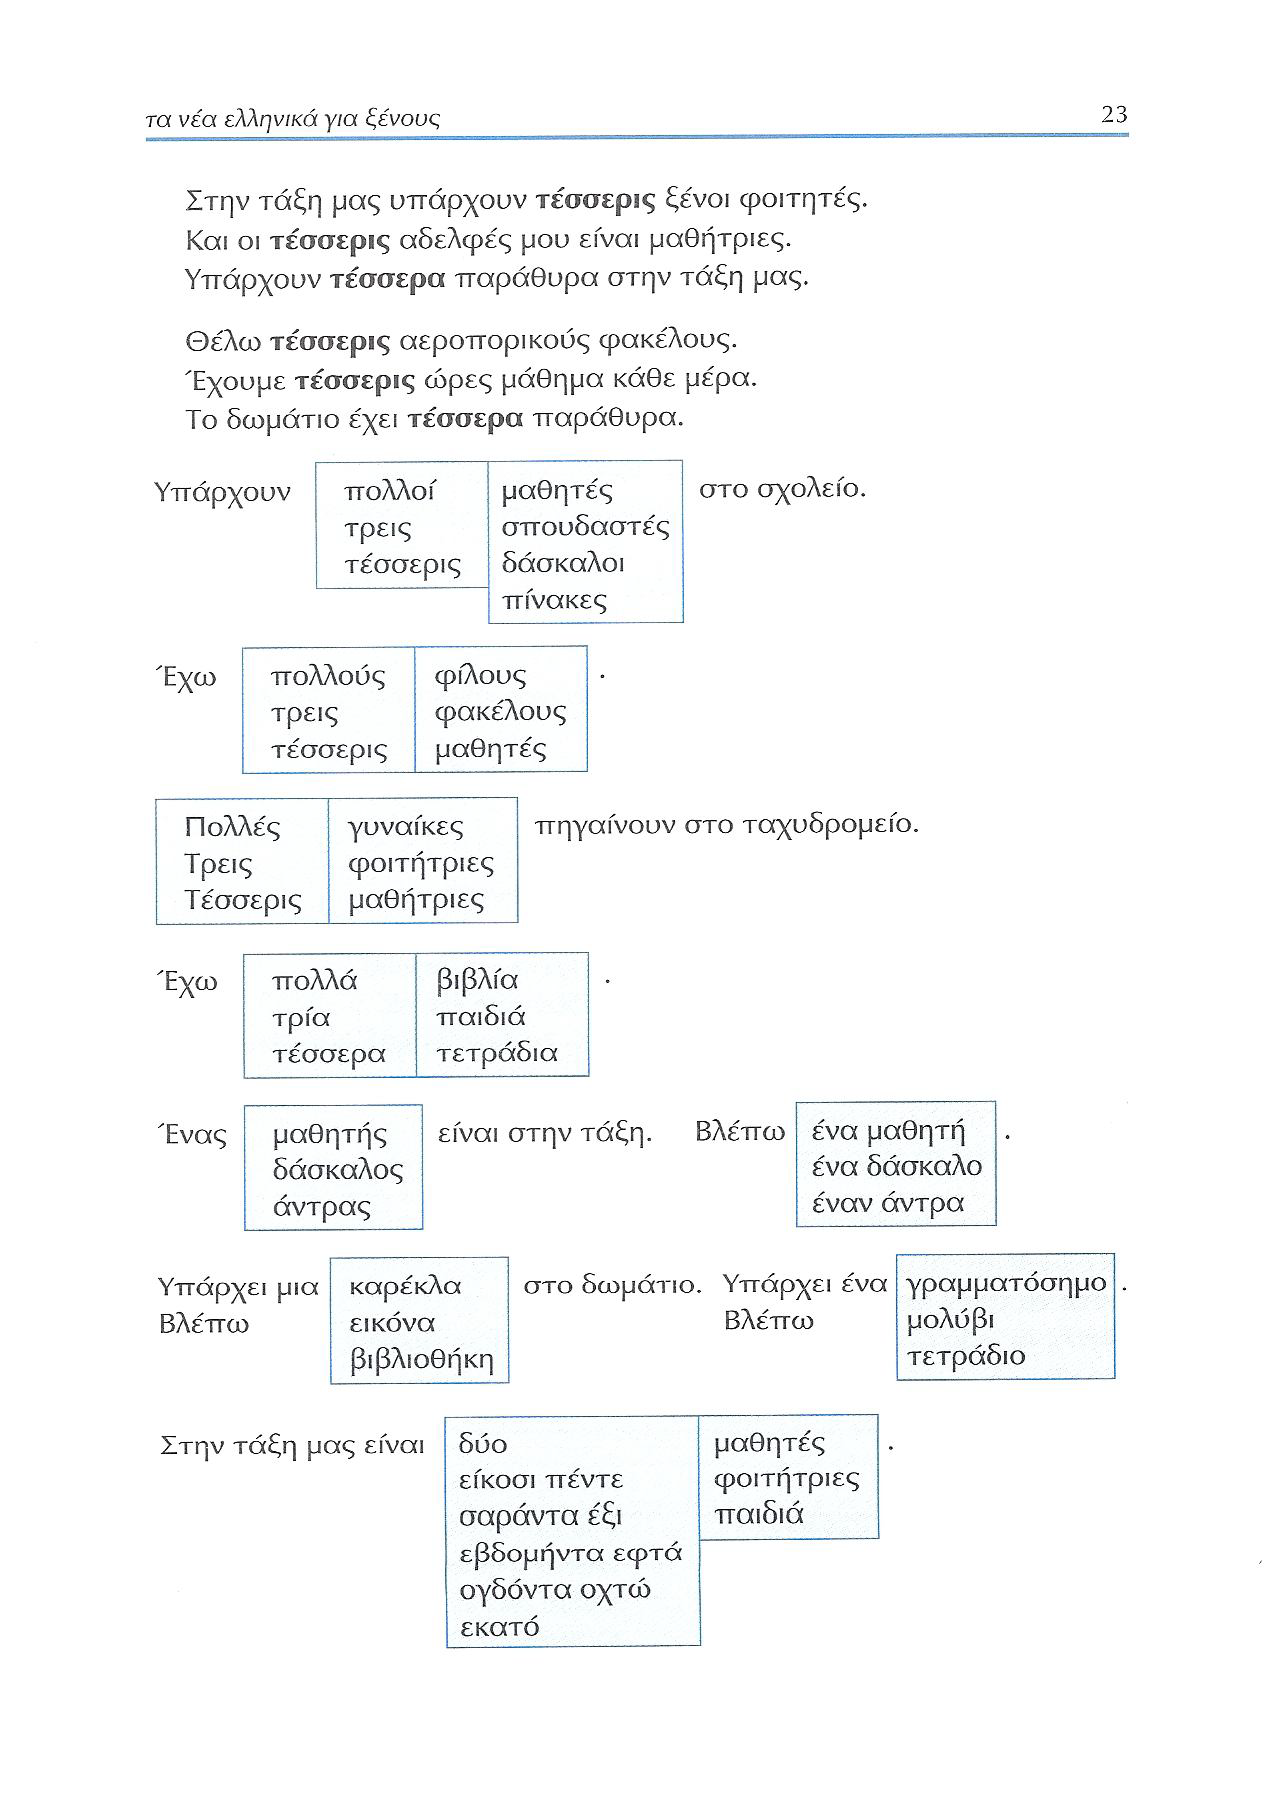 τα νέα ελληνικά για ξένους 23
Στην τάξη μας υπάρχουν τέσσερις ξένοι φοιτητές.
Και οι τέσσερις αδελφές μου είναι μαθήτριες.
Υπάρχουν τέσσερα παράθυρα στην τάξη μας.
Θέλω τέσσερις αεροπορικούς φακέλους.
Έχουμε τέσσερις ώρες μάθημα κάθε μέρα.
Το δωμάτιο έχει τέσσερα παράθυρα.
Υπάρχουν πολλοί μαθητές στο σχολείο.
τρεις σπουδαστές
τέσσερις δάσκαλοι
πίνακες
Έχω πολλούς φίλους .
τρεις φακέλους
τέσσερις μαθητές
Πολλές γυναίκες πηγαίνουν στο ταχυδρομείο.
Τρεις φοιτήτριες
Τέσσερις μαθήτριες
Έχω πολλά βιβλία .
τρία παιδιά
τέσσερα τετράδια
Ένας μαθητής είναι στην τάξη. Βλέπω ένα μαθητή .
δάσκαλος ένα δάσκαλο
άντρας έναν άντρα
Υπάρχει μια καρέκλα στο δωμάτιο. Υπάρχει ένα γραμματόσημο .
Βλέπω εικόνα Βλέπω μολύβι
βιβλιοθήκη τετράδιο
Στην τάξη μας είναι δύο μαθητές .
είκοσι πέντε φοιτήτριες
σαράντα έξι παιδιά
εβδομήντα εφτά
ογδόντα οχτώ
εκατό